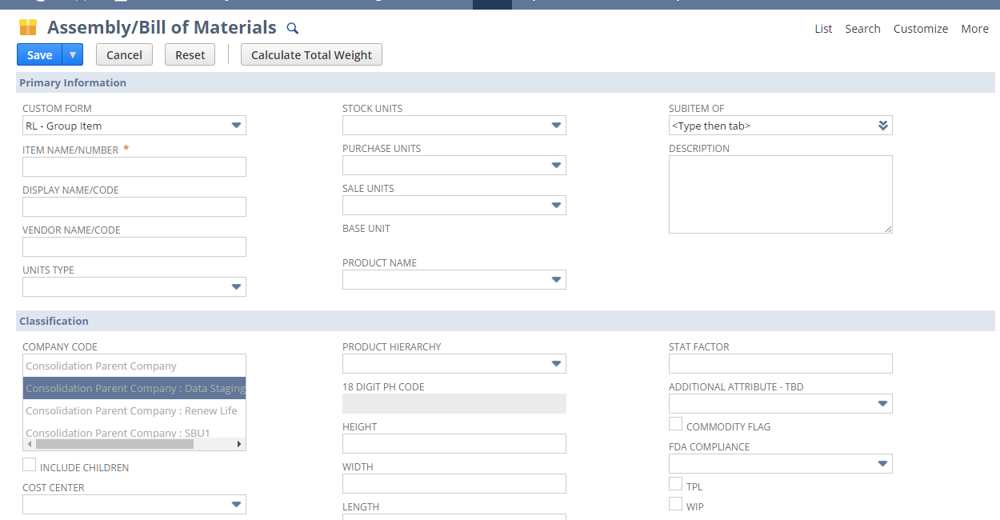 Assembly/Bill of Materials
List Search Customize More
Save Cancel Reset Calculate Total Weight
Primary Information
CUSTOM FORM
RL - Group Item
ITEM NAME/NUMBER *
DISPLAY NAME/CODE
VENDOR NAME/CODE
UNITS TYPE
STOCK UNITS
PURCHASE UNITS
SALE UNITS
BASE UNIT
PRODUCT NAME
SUBITEM OF
<Type then tab>
DESCRIPTION
Classification
COMPANY CODE
Consolidation Parent Company
Consolidation Parent Company : Data Staging
Consolidation Parent Company : Renew Life
Consolidation Parent Company : SBU1
INCLUDE CHILDREN
COST CENTER
PRODUCT HIERARCHY
18 DIGIT PH CODE
HEIGHT
WIDTH
LENGTH
STAT FACTOR
ADDITIONAL ATTRIBUTE - TBD
COMMODITY FLAG
FDA COMPLIANCE
TPL
WIP